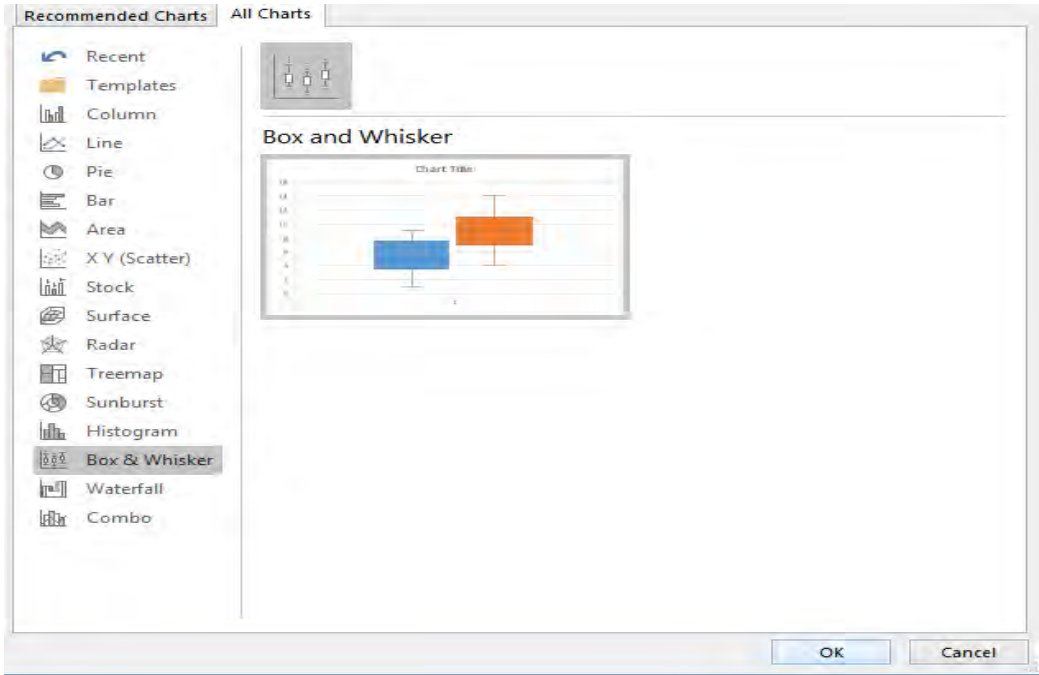 Recommended Charts All Charts
Recent
Templates
Column
Line
Pie
Bar
Area
X Y (Scatter)
Stock
Surface
Radar
Treemap
Sunburst
Histogram
Box & Whisker
Waterfall
Combo
Box and Whisker
Chart Title
OK Cancel